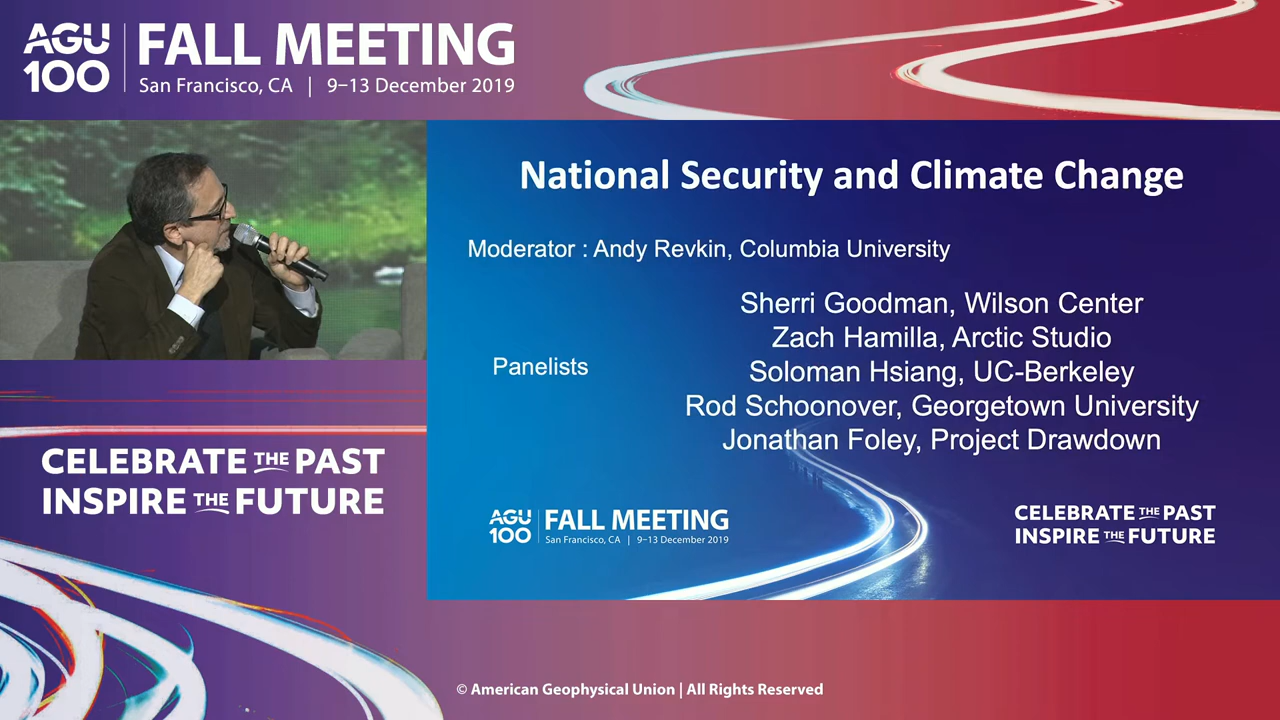 AGU 100 FALL MEETING
San Francisco, CA | 9–13 December 2019
National Security and Climate Change
Moderator : Andy Revkin, Columbia University
Panelists
Sherri Goodman, Wilson Center
Zach Hamilla, Arctic Studio
Soloman Hsiang, UC-Berkeley
Rod Schoonover, Georgetown University
Jonathan Foley, Project Drawdown
CELEBRATE THE PAST
INSPIRE THE FUTURE
AGU 100 FALL MEETING
San Francisco, CA | 9–13 December 2019
CELEBRATE THE PAST
INSPIRE THE FUTURE
© American Geophysical Union | All Rights Reserved